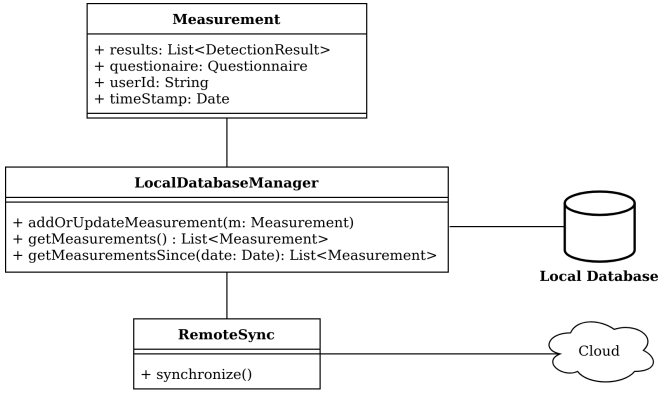 Measurement
+ results: List<DetectionResult>
+ questionaire: Questionnaire
+ userId: String
+ timeStamp: Date
LocalDatabaseManager
+ addOrUpdateMeasurement(m: Measurement)
+ getMeasurements() : List<Measurement>
+ getMeasurementsSince(date: Date): List<Measurement>
Local Database
RemoteSync
+ synchronize()
Cloud